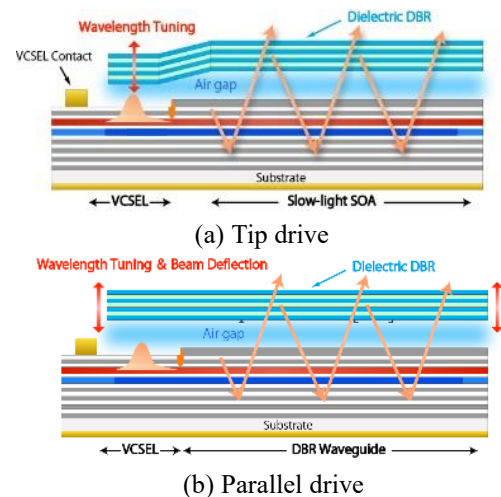 Wavelength Tuning
Dielectric DBR
VCSEL Contact
Air gap
Substrate
VCSEL
Slow-light SOA
(a) Tip drive
Wavelength Tuning & Beam Deflection
Dielectric DBR
Air gap
Substrate
VCSEL
DBR Waveguide
(b) Parallel drive